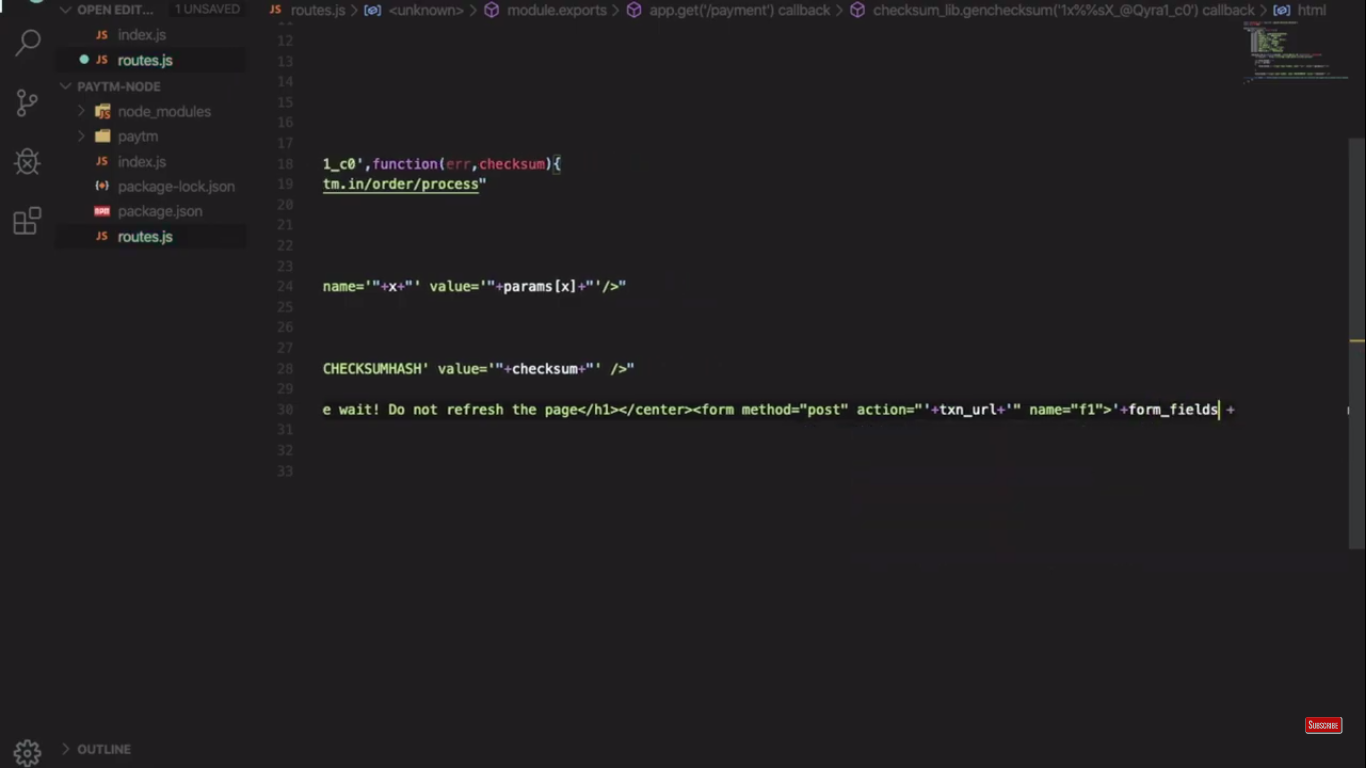 routes.js > <unknown> > module.exports > app.get('/payment') callback > checksum_lib.genchecksum('1x%%sX_@Qyra1_c0') callback > html
OPEN EDIT... 1 UNSAVED
JS index.js
JS routes.js
PAYTM-NODE
node_modules
paytm
JS index.js
package-lock.json
package.json
JS routes.js
OUTLINE
12
13
14
15
16
17
18 1_c0',function(err,checksum){
19 tm.in/order/process"
20
21
22
23
24 name='"+x+"' value='"+params[x]+"'/>"
25
26
27
28 CHECKSUMHASH' value='"+checksum+"' />"
29
30 e wait! Do not refresh the page</h1></center><form method="post" action="'+txn_url+'" name="f1">'+form_fields +
31
32
33
SUBSCRIBE